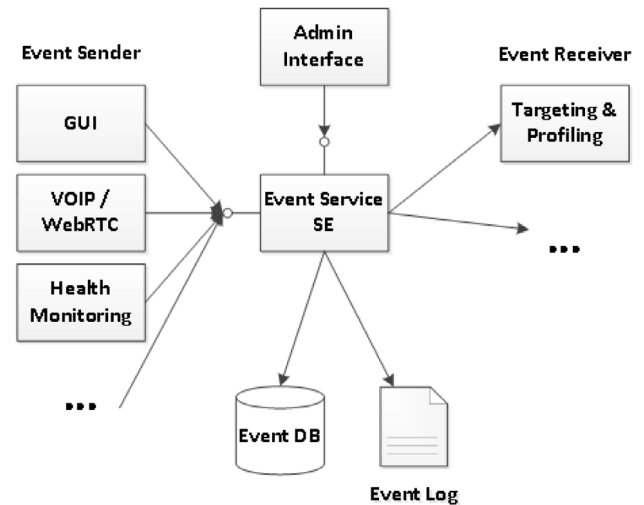 Admin
Interface
Event Sender
Event Receiver
GUI
Targeting &
Profiling
VOIP /
WebRTC
Event Service
SE
Health
Monitoring
...
...
Event DB
Event Log